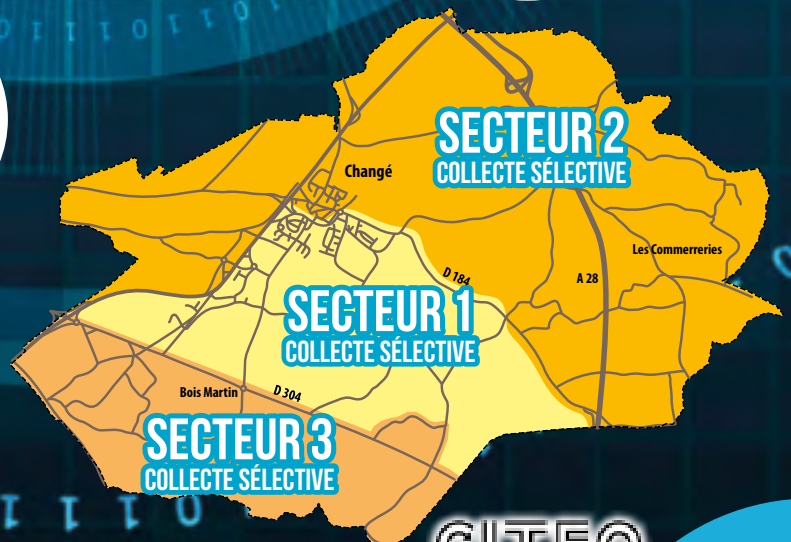 SECTEUR 2
COLLECTE SÉLECTIVE
Changé
Les Commerreries
D 184
A 28
SECTEUR 1
COLLECTE SÉLECTIVE
Bois Martin
D 304
SECTEUR 3
COLLECTE SÉLECTIVE